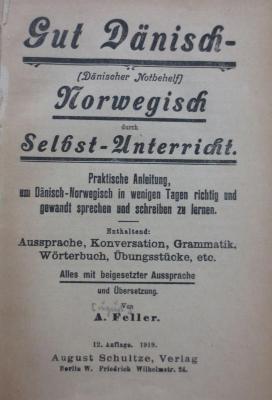 Gut Dänisch-
(Dänischer Notbehelf)
Norwegisch
durch
Selbst-Unterricht.
Praktische Anleitung,
um Dänisch-Norwegisch in wenigen Tagen richtig und
gewandt sprechen und schreiben zu lernen.
Enthaltend:
Aussprache, Konversation, Grammatik,
Wörterbuch, Übungsstücke, etc.
Alles mit beigesetzter Aussprache
und Übersetzung.
Von
A. Feller.
12. Auflage. 1919.
August Schultze, Verlag
Berlin W. Friedrich Wilhelmstr. 24.